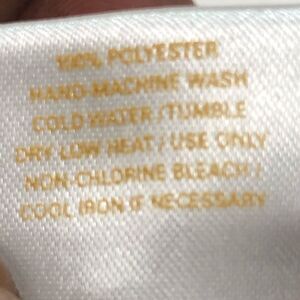 100% POLYESTER
HAND-MACHINE WASH
COLD WATER / TUMBLE
DRY LOW HEAT / USE ONLY
NON-CHLORINE BLEACH /
COOL IRON IF NECESSARY